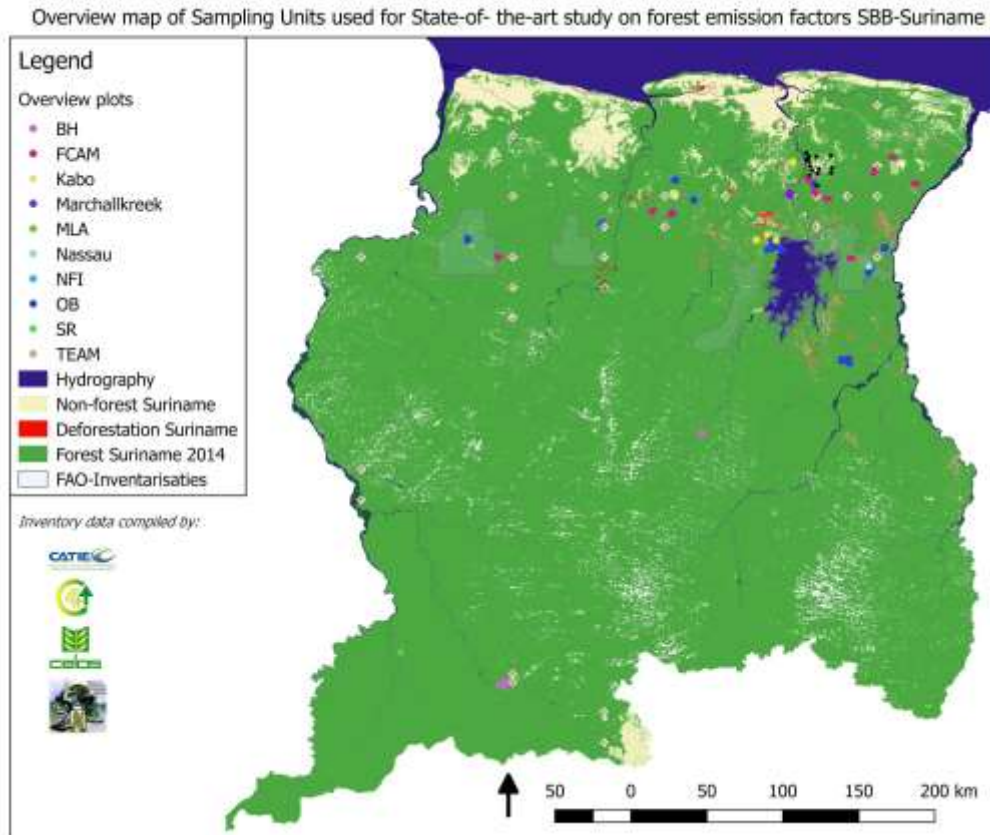 Overview map of Sampling Units used for State-of- the-art study on forest emission factors SBB-Suriname
Legend
Overview plots
BH
FCAM
Kabo
Marchallkreek
MLA
Nassau
NFI
OB
SR
TEAM
Hydrography
Non-forest Suriname
Deforestation Suriname
Forest Suriname 2014
FAO-Inventarisaties
Inventory data compiled by:
CATIE
celos
50 0 50 100 150 200 km